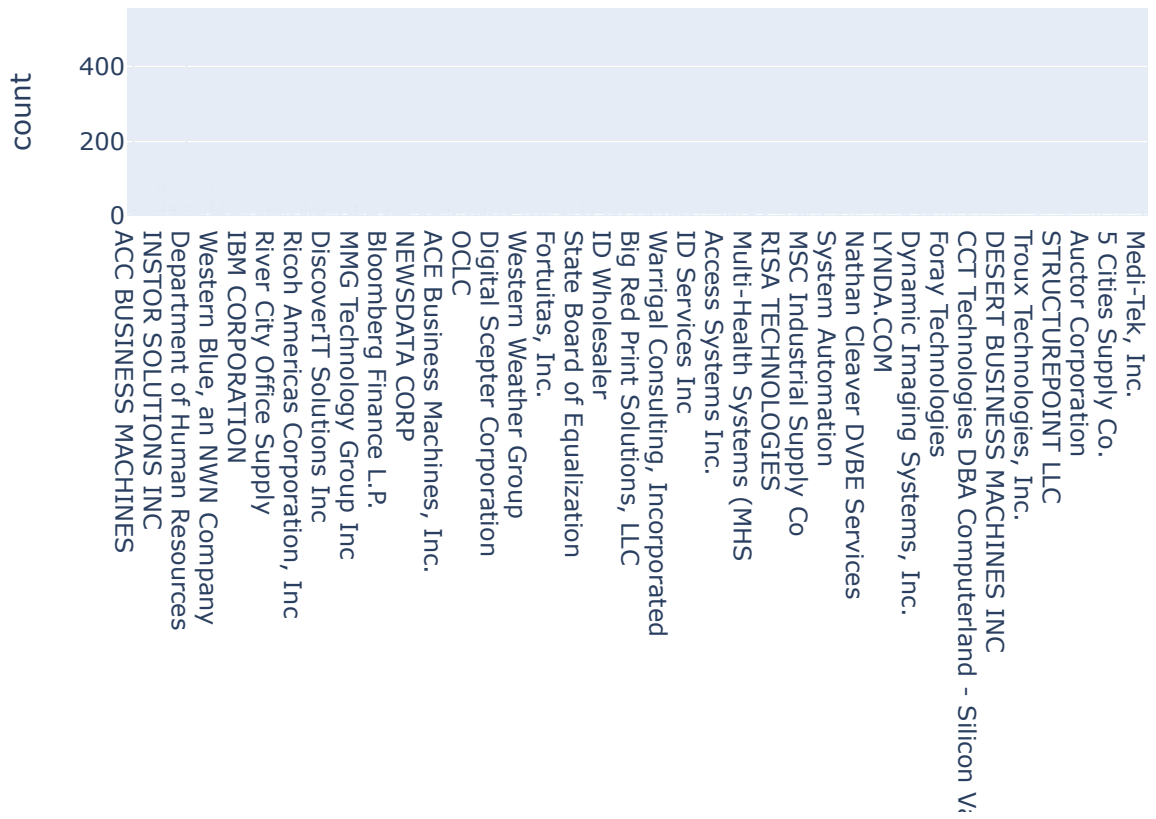 count
400
200
0
ACC BUSINESS MACHINES
INSTOR SOLUTIONS INC
Department of Human Resources
Western Blue, an NWN Company
IBM CORPORATION
River City Office Supply
Ricoh Americas Corporation, Inc
DiscoverIT Solutions Inc
MMG Technology Group Inc
Bloomberg Finance L.P.
NEWSDATA CORP
ACE Business Machines, Inc.
OCLC
Digital Scepter Corporation
Western Weather Group
Fortuitas, Inc.
State Board of Equalization
ID Wholesaler
Big Red Print Solutions, LLC
Warrigal Consulting, Incorporated
ID Services Inc
Access Systems Inc.
Multi-Health Systems (MHS
RISA TECHNOLOGIES
MSC Industrial Supply Co
System Automation
Nathan Cleaver DVBE Services
LYNDA.COM
Dynamic Imaging Systems, Inc.
Foray Technologies
CCT Technologies DBA Computerland - Silicon Va
DESERT BUSINESS MACHINES INC
Troux Technologies, Inc.
STRUCTUREPOINT LLC
Auctor Corporation
5 Cities Supply Co.
Medi-Tek, Inc.